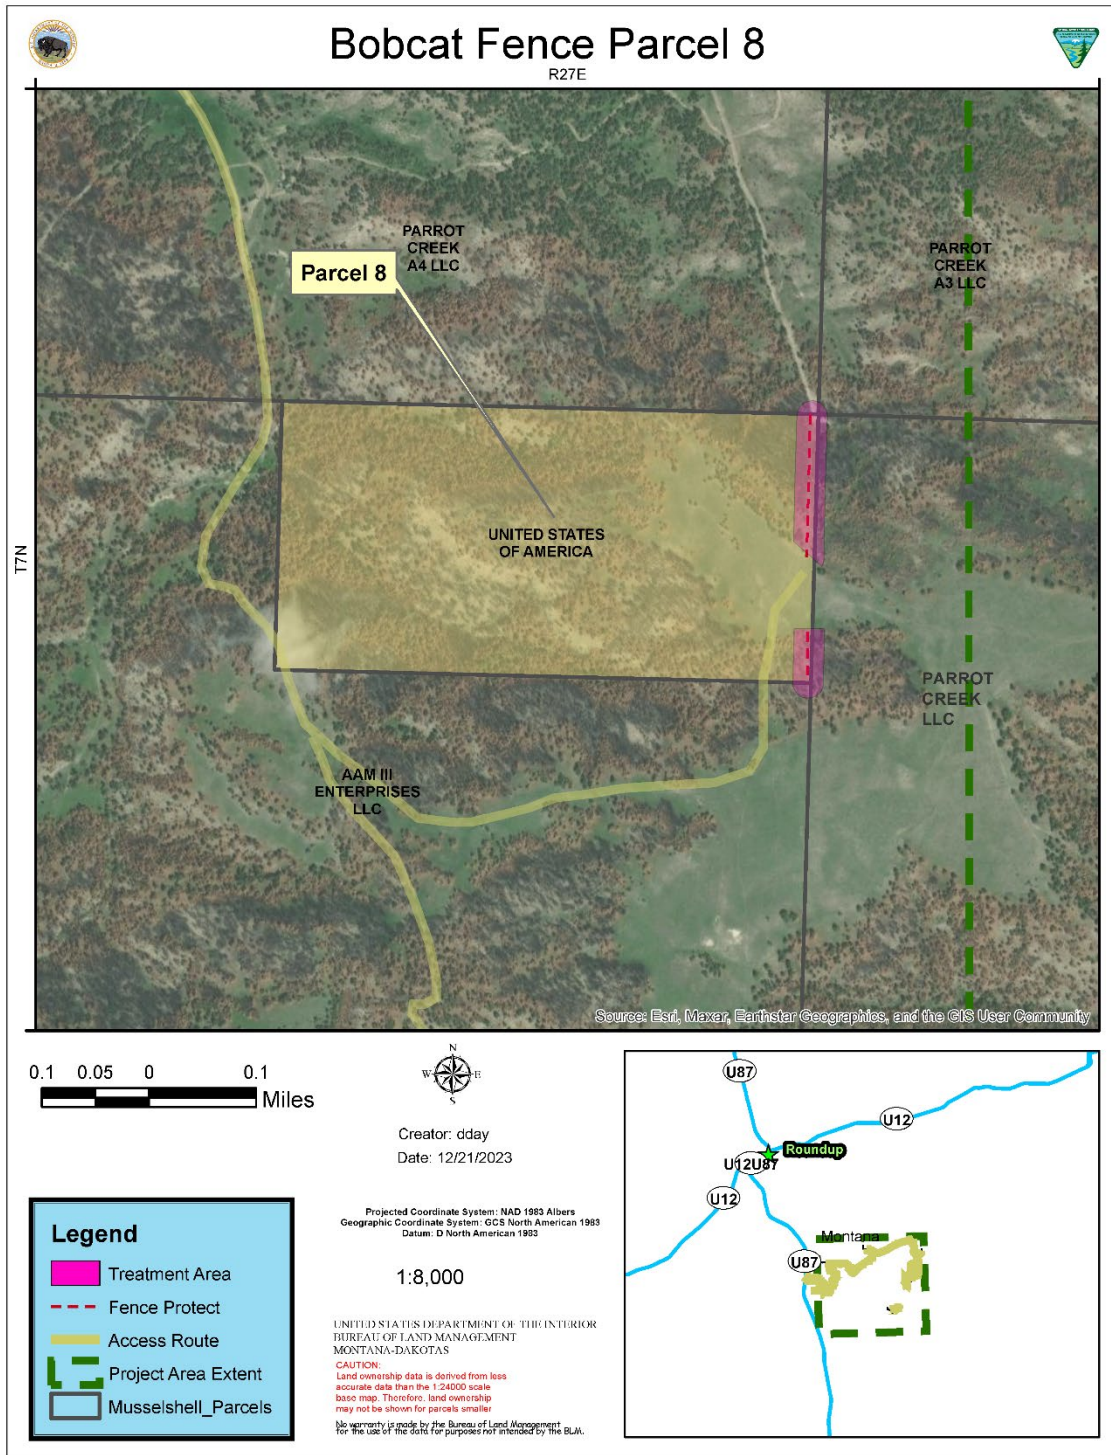 Bobcat Fence Parcel 8
R27E
T7N
PARROT
CREEK
A4 LLC
Parcel 8
PARROT
CREEK
A3 LLC
UNITED STATES
OF AMERICA
PARROT
CREEK
LLC
AAM III
ENTERPRISES
LLC
Source: Esri, Maxar, Earthstar Geographics, and the GIS User Community
0.1 0.05 0 0.1
Miles
N
W E
S
Creator: dday
Date: 12/21/2023
Projected Coordinate System: NAD 1983 Albers
Geographic Coordinate System: GCS North American 1983
Datum: D North American 1983
1:8,000
UNITED STATES DEPARTMENT OF THE INTERIOR
BUREAU OF LAND MANAGEMENT
MONTANA-DAKOTAS
CAUTION:
Land ownership data is derived from less
accurate data than the 1:24000 scale
base map. Therefore, land ownership
may not be shown for parcels smaller
No warranty is made by the Bureau of Land Management
for the use of the data for purposes not intended by the BLM.
Legend
Treatment Area
Fence Protect
Access Route
Project Area Extent
Musselshell_Parcels
U87
U12
Roundup
U12U87
U12
Montana
U87